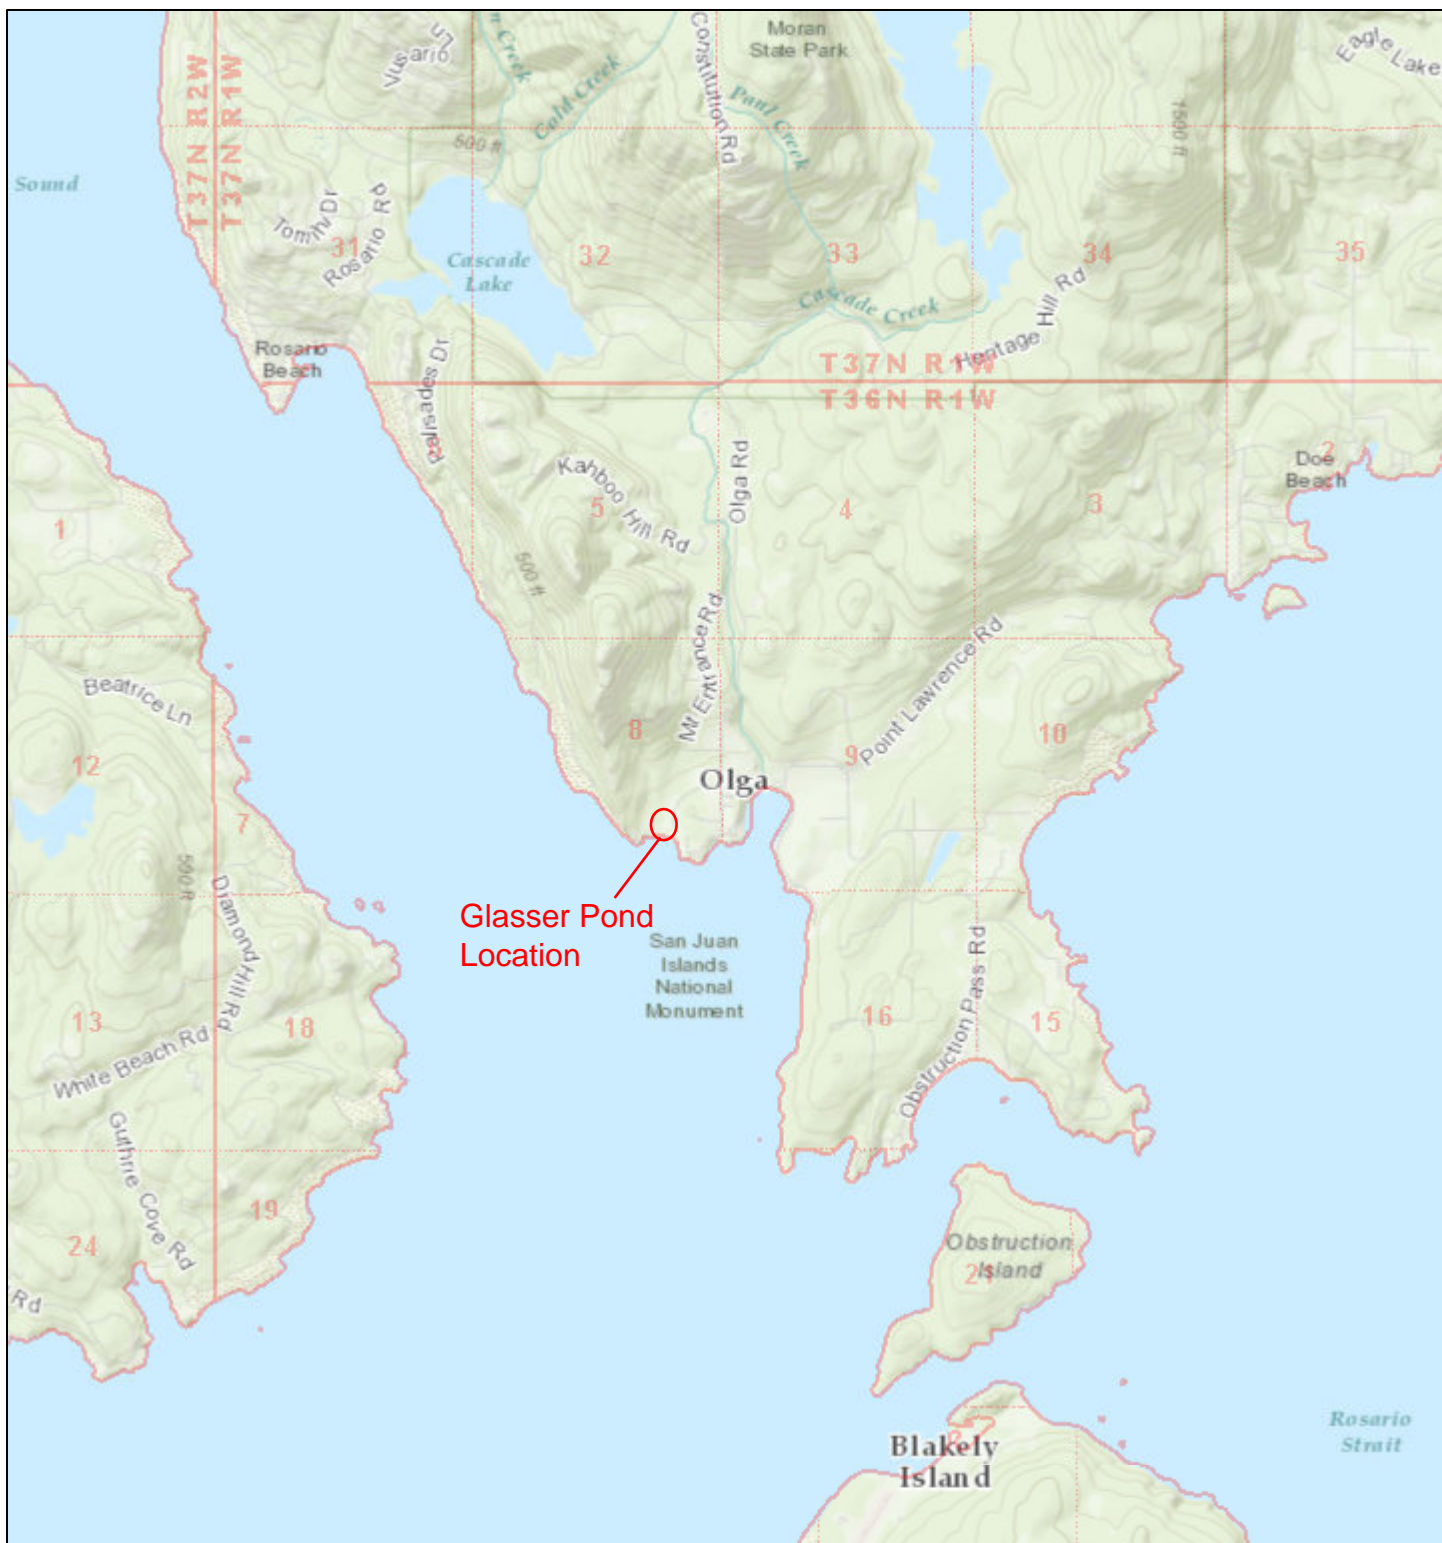 Moran
State Park
Eagle Lake
Constitution Rd
Cold Creek
Paul Creek
1500 ft
500 ft
T37N R2W
T37N R1W
Sound
Tomihi Dr
Rosario Rd
31
Cascade
Lake
32
33
34
35
Cascade Creek
Heritage Hill Rd
Rosario
Beach
Palisades Dr
T37N R1W
T36N R1W
Olga Rd
Kahboo Hill Rd
5
4
3
2
Doe
Beach
1
500 ft
Mt Entrance Rd
Point Lawrence Rd
Beatrice Ln
8
9
10
12
Olga
7
500 ft
Diamond Hill Rd
Glasser Pond
Location
San Juan
Islands
National
Monument
Obstruction Pass Rd
13
18
16
15
White Beach Rd
Guthrie Cove Rd
19
24
Rd
Obstruction
Island
21
Blakely
Island
Rosario
Strait